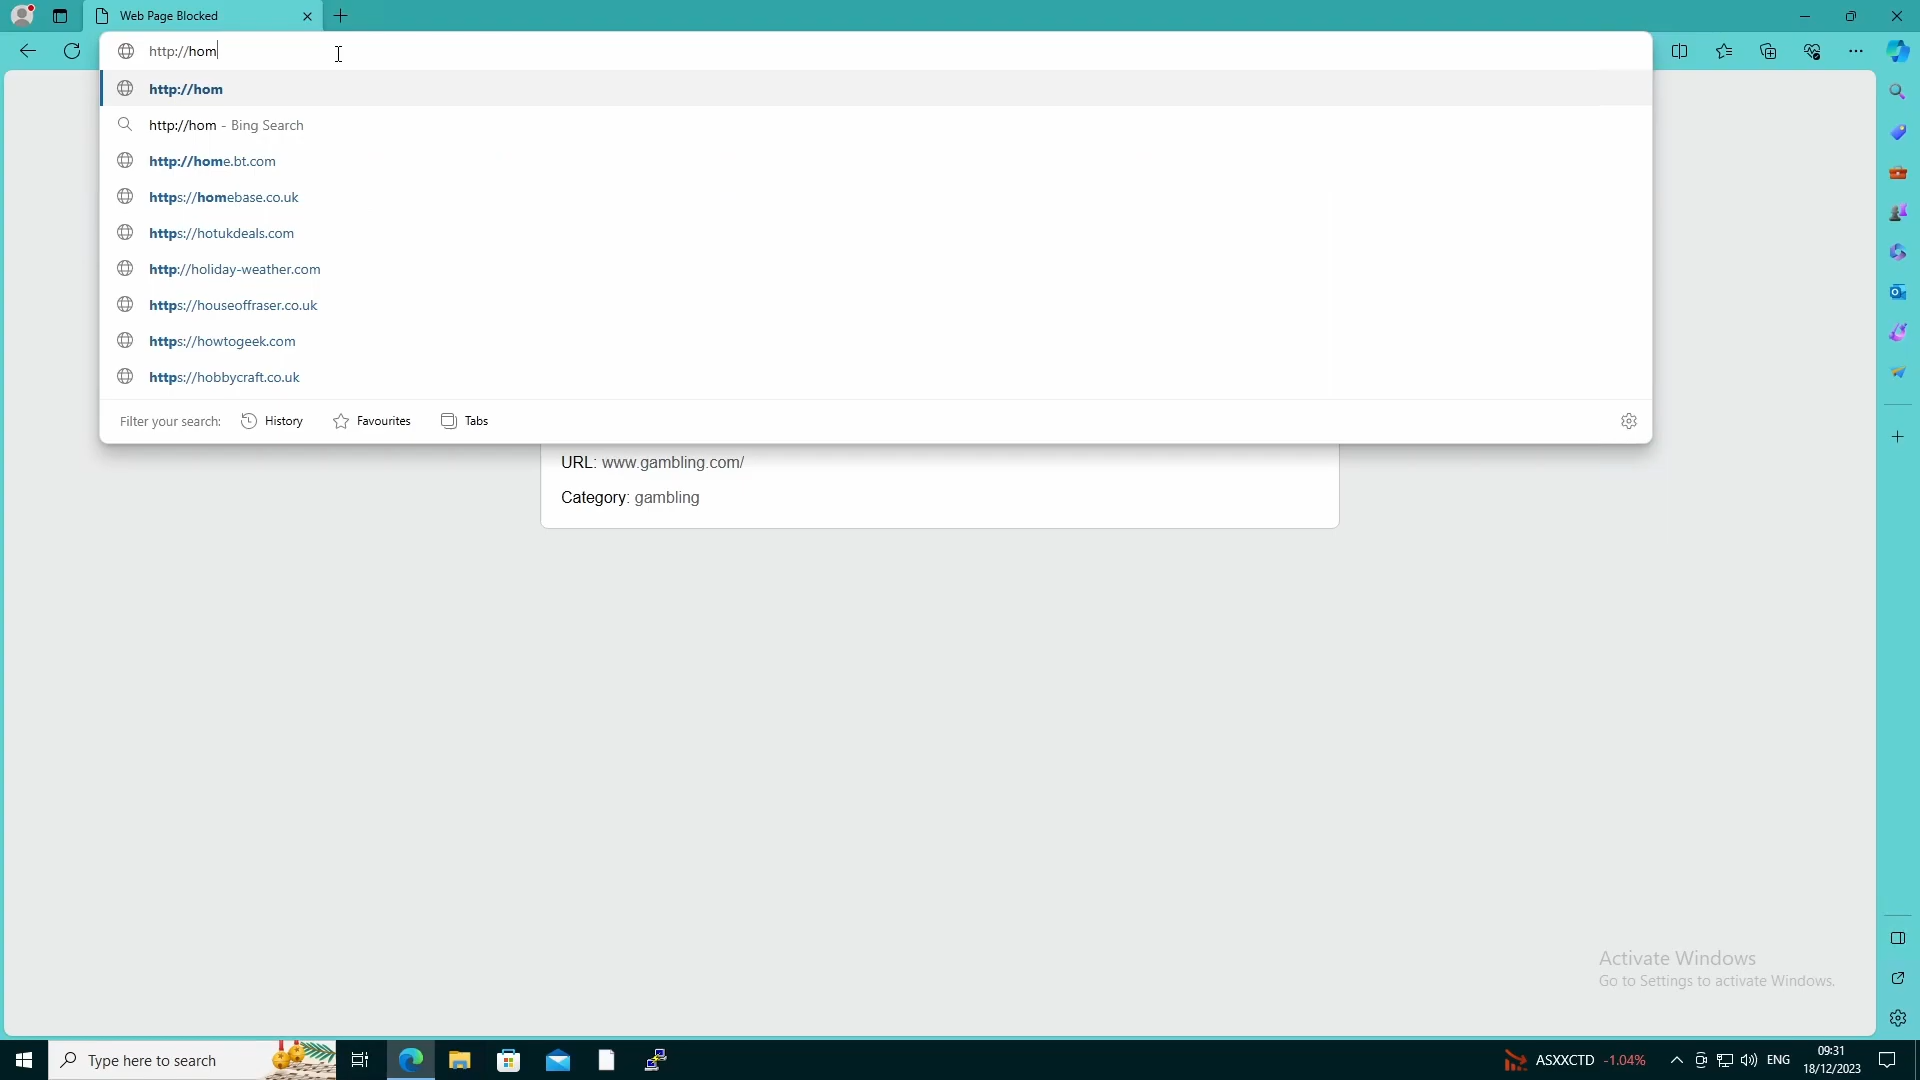 Web Page Blocked
http://hom
http://hom
http://hom - Bing Search
http://home.bt.com
https://homebase.co.uk
https://hotukdeals.com
http://holiday-weather.com
https://houseoffraser.co.uk
https://howtogeek.com
https://hobbycraft.co.uk
Filter your search: History Favourites Tabs
URL: www.gambling.com/
Category: gambling
Activate Windows
Go to Settings to activate Windows.
Type here to search
ASXXCTD -1.04%
ENG
09:31
18/12/2023